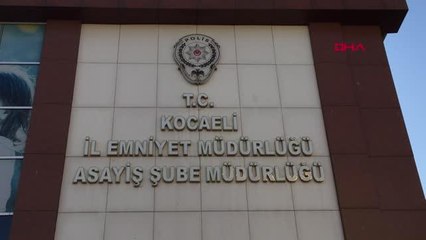 DHA
POLİS
T.C.
KOCAELİ
İL EMNİYET MÜDÜRLÜĞÜ
ASAYİŞ ŞUBE MÜDÜRLÜĞÜ